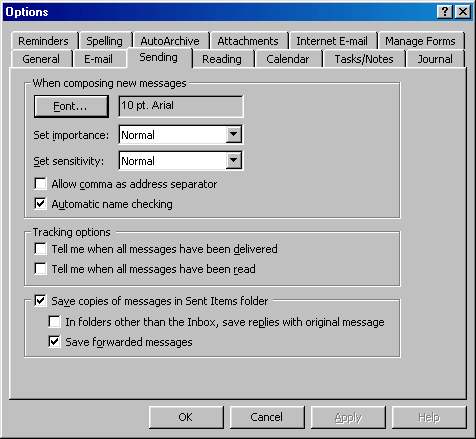 Options
Reminders Spelling AutoArchive Attachments Internet E-mail Manage Forms
General E-mail Sending Reading Calendar Tasks/Notes Journal
When composing new messages
Font... 10 pt. Arial
Set importance: Normal
Set sensitivity: Normal
Allow comma as address separator
Automatic name checking
Tracking options
Tell me when all messages have been delivered
Tell me when all messages have been read
Save copies of messages in Sent Items folder
In folders other than the Inbox, save replies with original message
Save forwarded messages
OK Cancel Apply Help